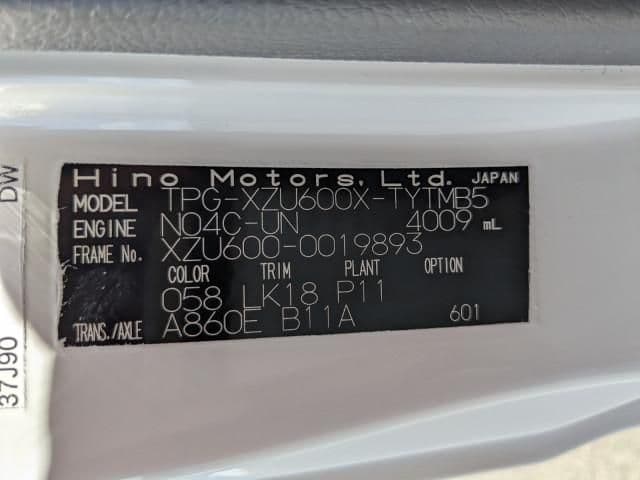 Hino Motors, Ltd. JAPAN
MODEL TPG-XZU600X-TYTMB5
ENGINE N04C-UN 4009 mL
FRAME No. XZU600-0019893
COLOR TRIM PLANT OPTION
058 LK18 P11
TRANS./AXLE A860E B11A 601
37J90 DW